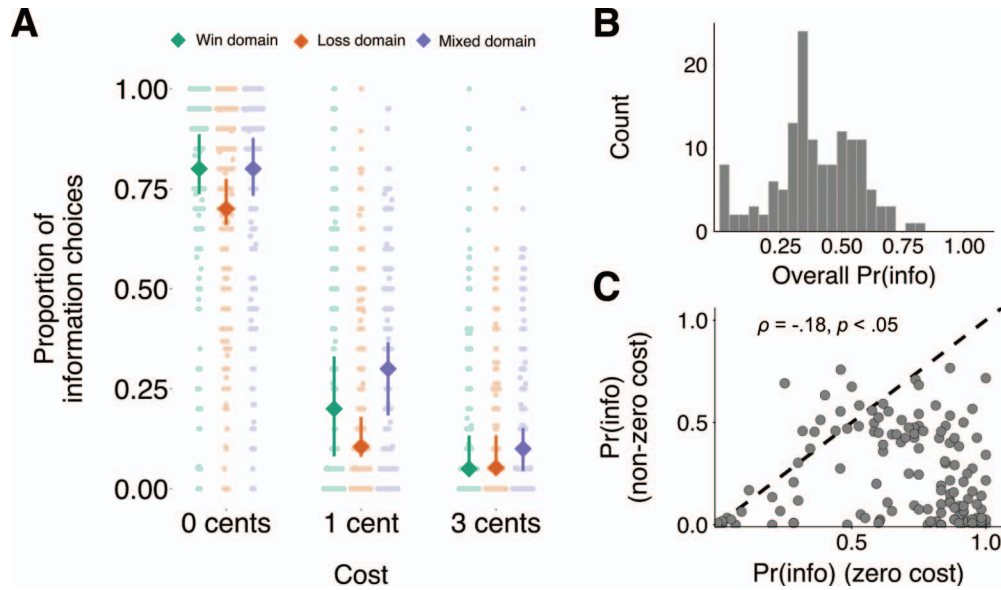 A
Win domain Loss domain Mixed domain
Proportion of
information choices
1.00
0.75
0.50
0.25
0.00
0 cents 1 cent 3 cents
Cost
B
Count
20
10
0
0.25 0.50 0.75 1.00
Overall Pr(info)
C
ρ = -.18, p < .05
Pr(info)
(non-zero cost)
1.0
0.5
0.0
0.5 1.0
Pr(info) (zero cost)